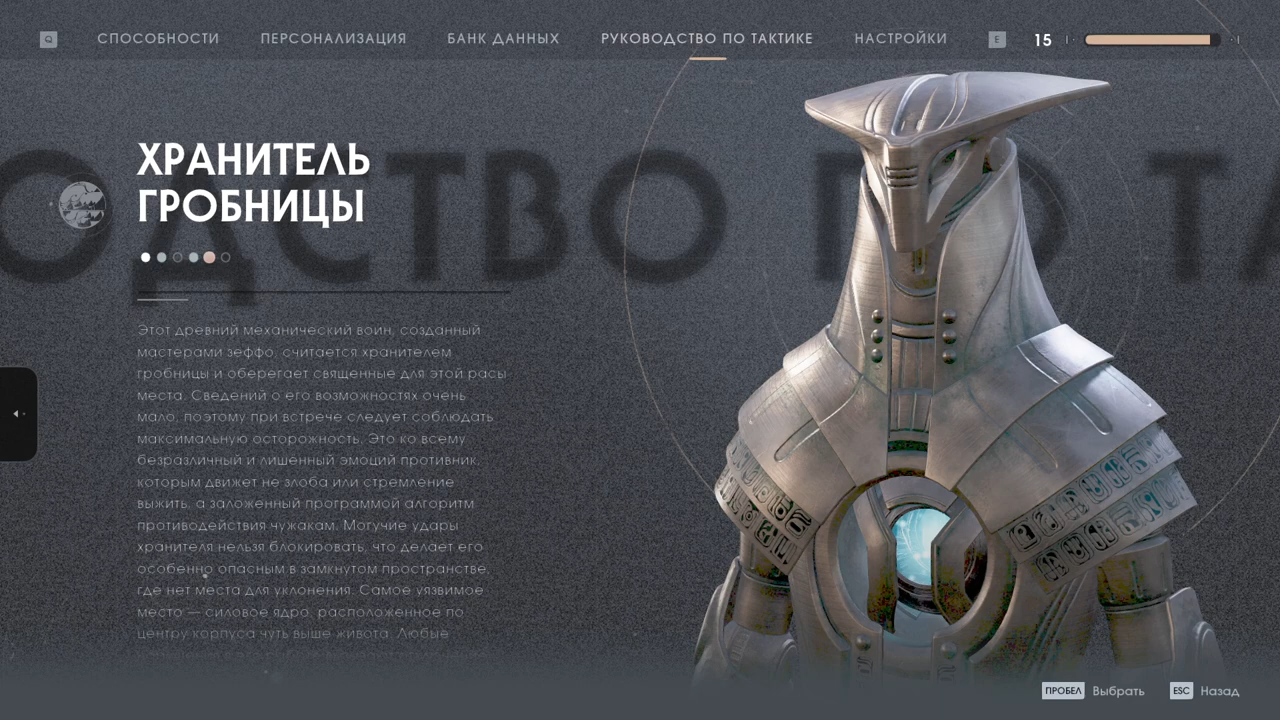 Q СПОСОБНОСТИ ПЕРСОНАЛИЗАЦИЯ БАНК ДАННЫХ РУКОВОДСТВО ПО ТАКТИКЕ НАСТРОЙКИ E 15
ОДСТВО ПО ТА
ХРАНИТЕЛЬ
ГРОБНИЦЫ
Этот древний механический воин, созданный
мастерами зеффо, считается хранителем
гробницы и оберегает священные для этой расы
места. Сведений о его возможностях очень
мало, поэтому при встрече следует соблюдать
максимальную осторожность. Это ко всему
безразличный и лишенный эмоций противник,
которым движет не злоба или стремление
выжить, а заложенный программой алгоритм
противодействия чужакам. Могучие удары
хранителя нельзя блокировать, что делает его
особенно опасным в замкнутом пространстве,
где нет места для уклонения. Самое уязвимое
место — силовое ядро, расположенное по
центру корпуса чуть выше живота. Любые
ПРОБЕЛ Выбрать ESC Назад